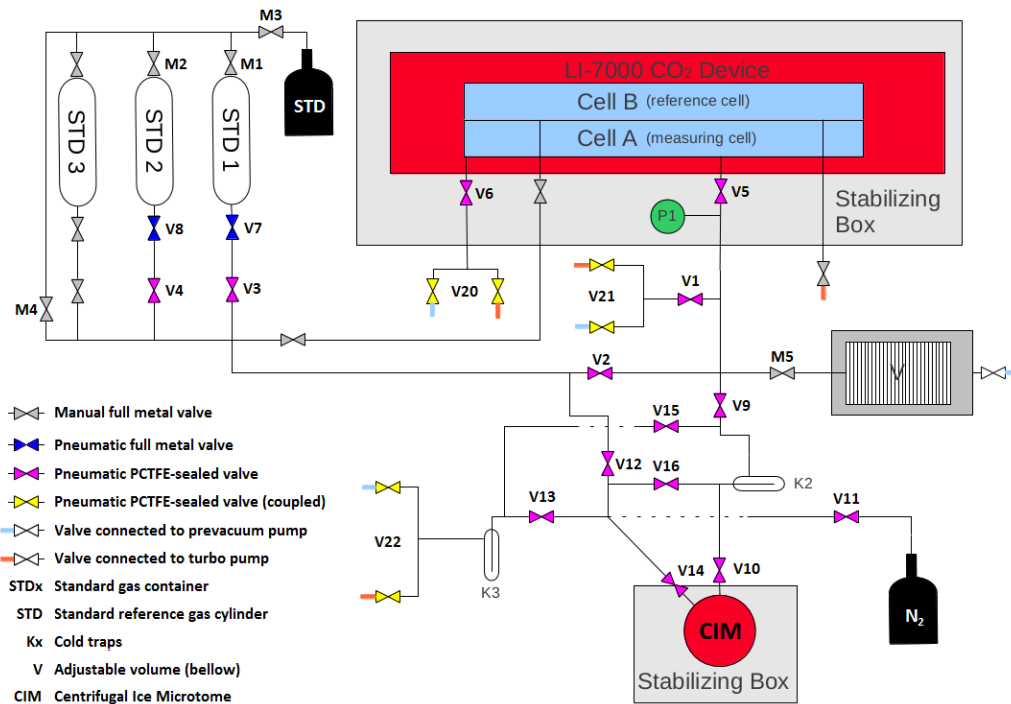 M3
M2
M1
STD
STD 3
STD 2
STD 1
LI-7000 CO₂ Device
Cell B (reference cell)
Cell A (measuring cell)
V6
V5
P1
Stabilizing
Box
V8
V7
V4
V3
M4
V20
V21
V1
V2
M5
V
Manual full metal valve
Pneumatic full metal valve
Pneumatic PCTFE-sealed valve
Pneumatic PCTFE-sealed valve (coupled)
Valve connected to prevacuum pump
Valve connected to turbo pump
STDx Standard gas container
STD Standard reference gas cylinder
Kx Cold traps
V Adjustable volume (bellow)
CIM Centrifugal Ice Microtome
V15
V9
V12
V16
K2
V13
V11
V22
K3
V14
V10
N₂
CIM
Stabilizing Box